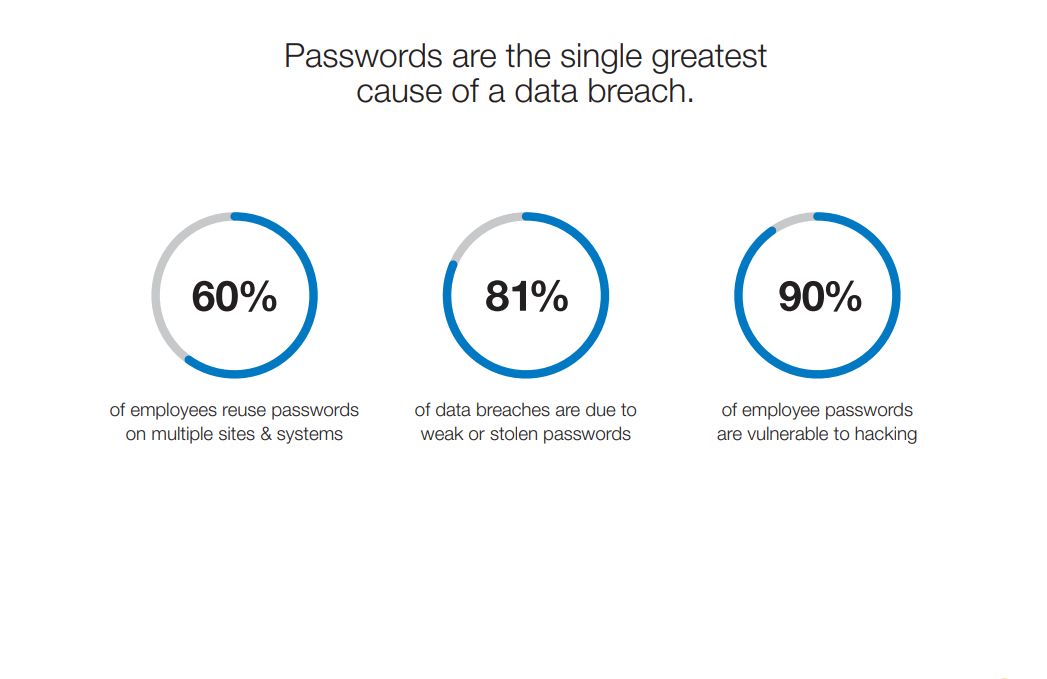 Passwords are the single greatest
cause of a data breach.
60%
81%
90%
of employees reuse passwords
on multiple sites & systems
of data breaches are due to
weak or stolen passwords
of employee passwords
are vulnerable to hacking